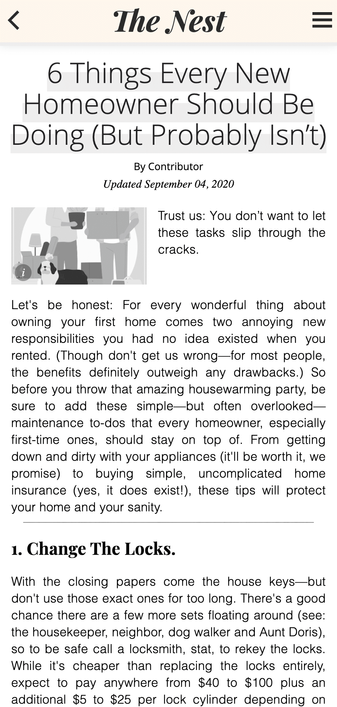 The Nest
6 Things Every New
Homeowner Should Be
Doing (But Probably Isn't)
By Contributor
Updated September 04, 2020
Trust us: You don't want to let
these tasks slip through the
cracks.
i
Let's be honest: For every wonderful thing about
owning your first home comes two annoying new
responsibilities you had no idea existed when you
rented. (Though don't get us wrong—for most people,
the benefits definitely outweigh any drawbacks.) So
before you throw that amazing housewarming party, be
sure to add these simple—but often overlooked—
maintenance to-dos that every homeowner, especially
first-time ones, should stay on top of. From getting
down and dirty with your appliances (it'll be worth it, we
promise) to buying simple, uncomplicated home
insurance (yes, it does exist!), these tips will protect
your home and your sanity.
1. Change The Locks.
With the closing papers come the house keys—but
don't use those exact ones for too long. There's a good
chance there are a few more sets floating around (see:
the housekeeper, neighbor, dog walker and Aunt Doris),
so to be safe call a locksmith, stat, to rekey the locks.
While it's cheaper than replacing the locks entirely,
expect to pay anywhere from $40 to $100 plus an
additional $5 to $25 per lock cylinder depending on